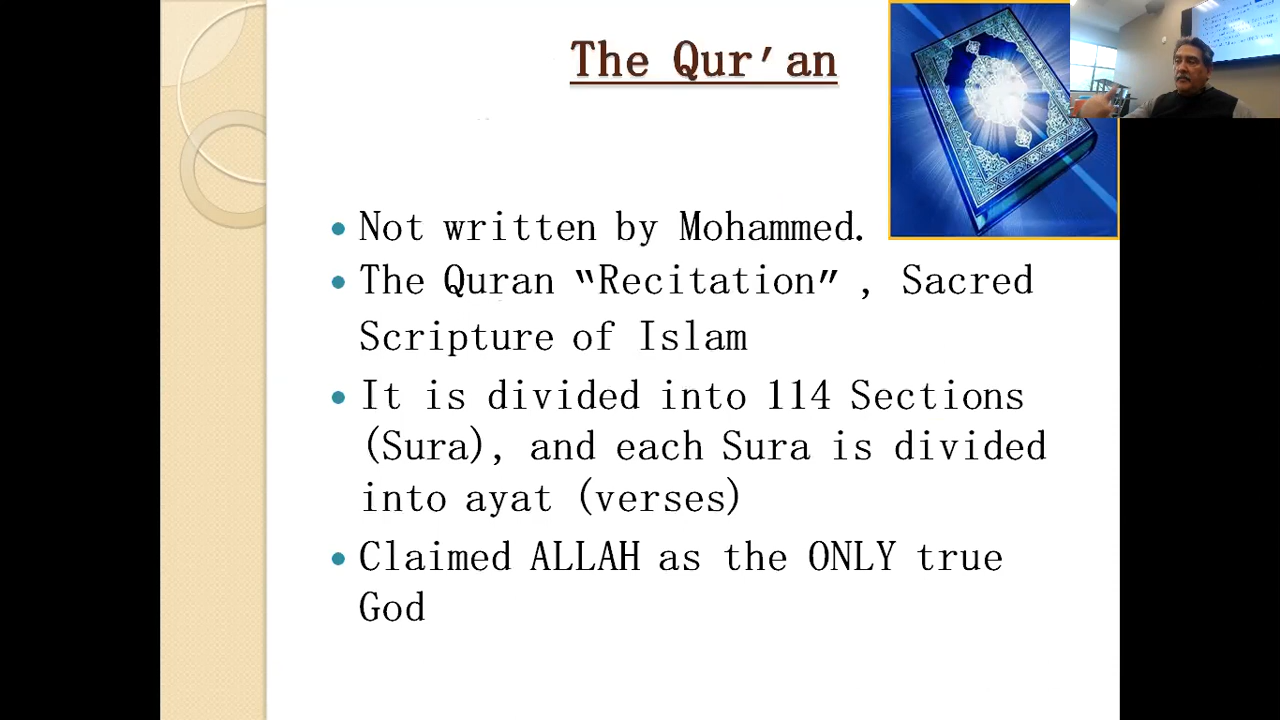 The Qur'an
Not written by Mohammed.
The Quran "Recitation" , Sacred
Scripture of Islam
It is divided into 114 Sections
(Sura), and each Sura is divided
into ayat (verses)
Claimed ALLAH as the ONLY true
God